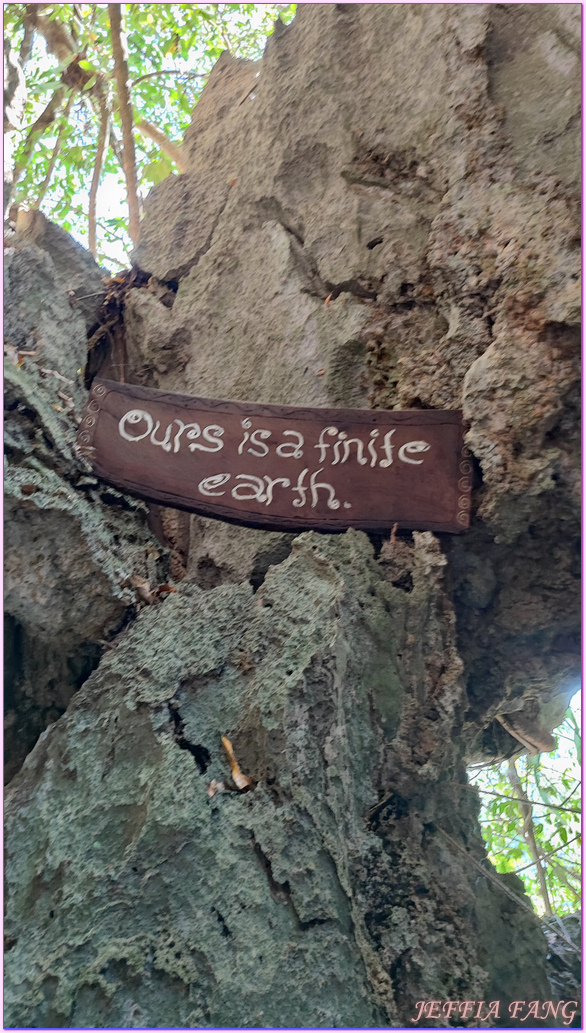 Ours is a finite
earth.
JEFFIA FANG